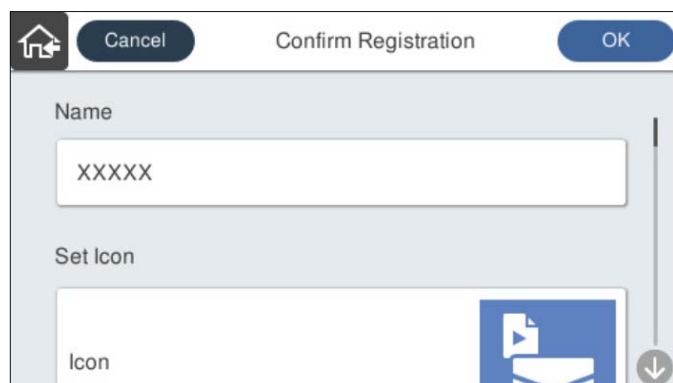 Cancel
Confirm Registration
OK
Name
XXXXX
Set Icon
Icon